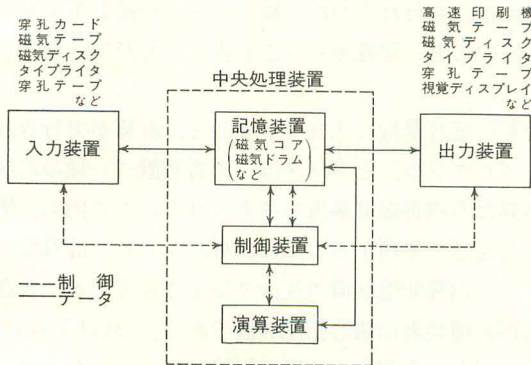 穿孔カード
磁気テープ
磁気ディスク
タイプライタ
穿孔テープ
など
入力装置
中央処理装置
記憶装置
磁気コア
磁気ドラム
など
制御装置
演算装置
高速印刷機
磁気テープ
磁気ディスク
タイプライタ
穿孔テープ
視覚ディスプレイ
など
出力装置
制御
データ